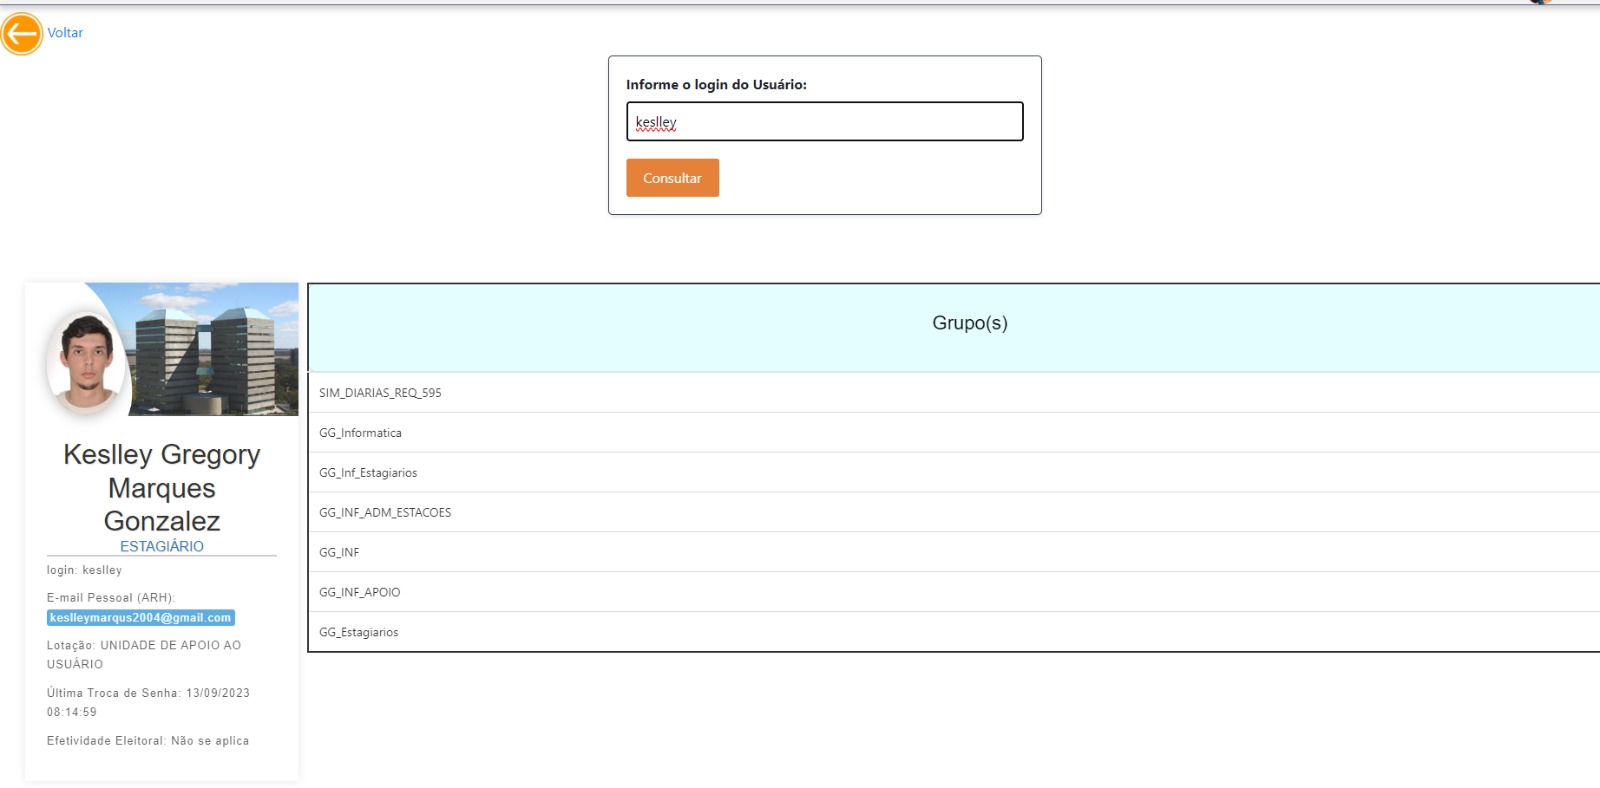 Voltar
Informe o login do Usuário:
keslley
Consultar
Keslley Gregory
Marques
Gonzalez
ESTAGIÁRIO
login: keslley
E-mail Pessoal (ARH):
keslleymarqus2004@gmail.com
Lotação: UNIDADE DE APOIO AO
USUÁRIO
Última Troca de Senha: 13/09/2023
08:14:59
Efetividade Eleitoral: Não se aplica
Grupo(s)
SIM_DIARIAS_REQ_595
GG_Informatica
GG_Inf_Estagiarios
GG_INF_ADM_ESTACOES
GG_INF
GG_INF_APOIO
GG_Estagiarios